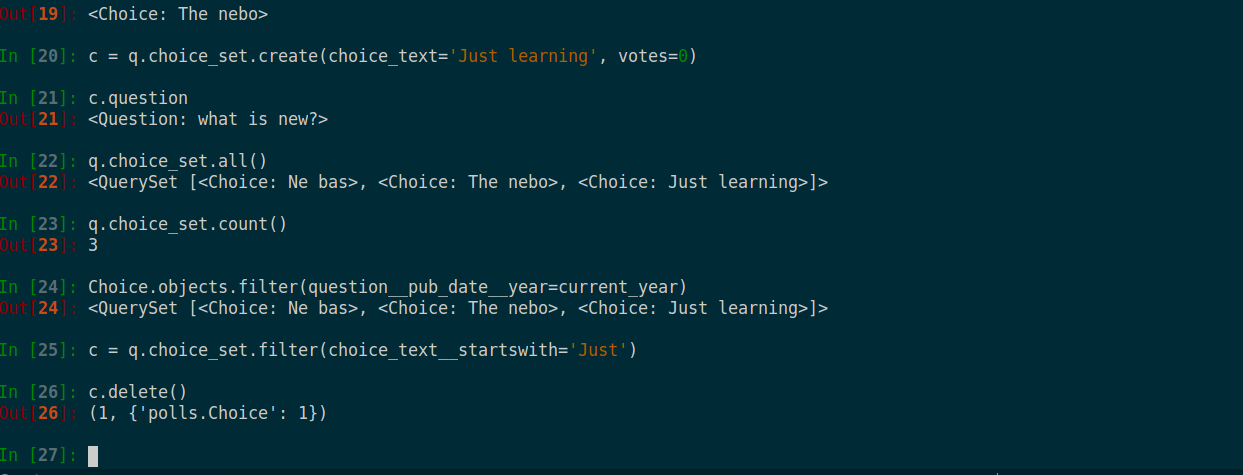 Out[19]: <Choice: The nebo>
In [20]: c = q.choice_set.create(choice_text='Just learning', votes=0)
In [21]: c.question
Out[21]: <Question: what is new?>
In [22]: q.choice_set.all()
Out[22]: <QuerySet [<Choice: Ne bas>, <Choice: The nebo>, <Choice: Just learning>]>
In [23]: q.choice_set.count()
Out[23]: 3
In [24]: Choice.objects.filter(question__pub_date__year=current_year)
Out[24]: <QuerySet [<Choice: Ne bas>, <Choice: The nebo>, <Choice: Just learning>]>
In [25]: c = q.choice_set.filter(choice_text__startswith='Just')
In [26]: c.delete()
Out[26]: (1, {'polls.Choice': 1})
In [27]: